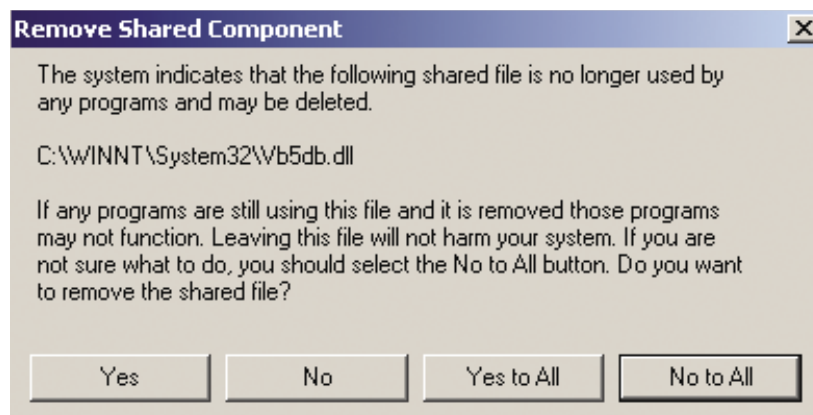 Remove Shared Component
The system indicates that the following shared file is no longer used by
any programs and may be deleted.
C:\WINNT\System32\Vb5db.dll
If any programs are still using this file and it is removed those programs
may not function. Leaving this file will not harm your system. If you are
not sure what to do, you should select the No to All button. Do you want
to remove the shared file?
Yes No Yes to All No to All